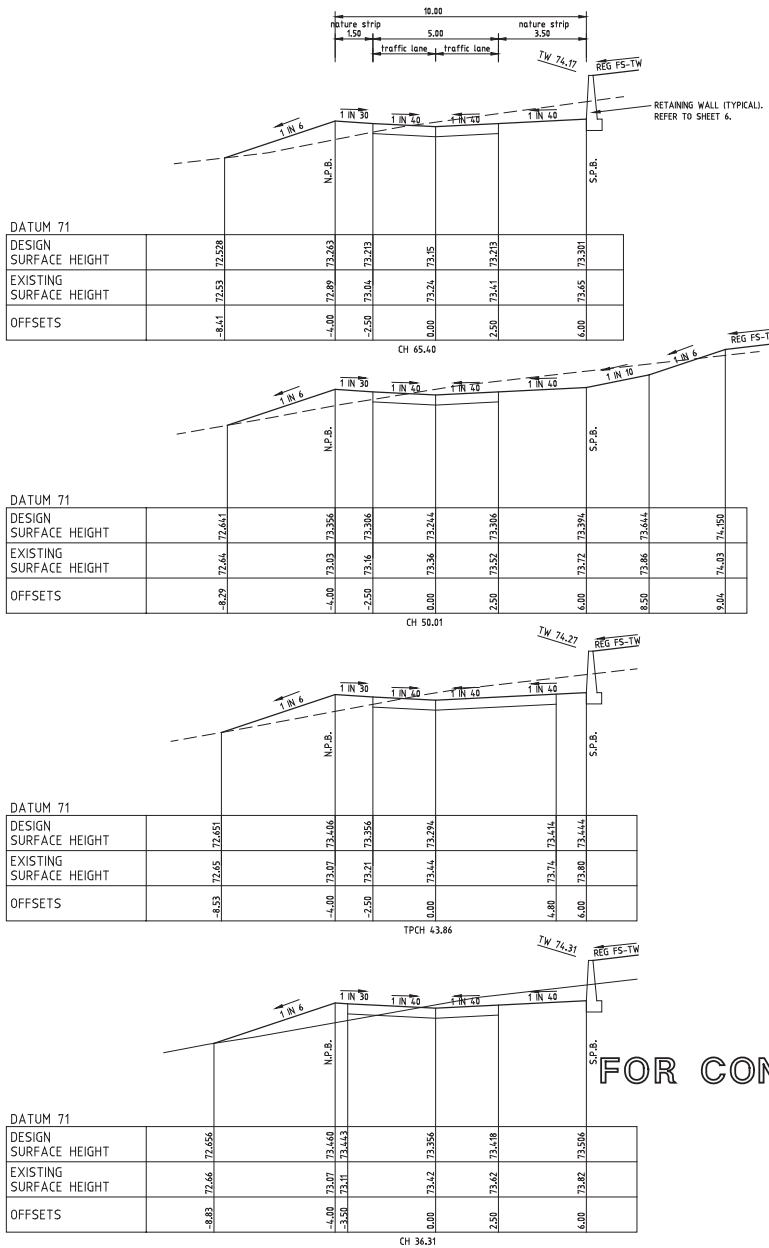 10.00
nature strip nature strip
1.50 5.00 3.50
traffic lane traffic lane
TW 74.17 REG FS-TW
RETAINING WALL (TYPICAL).
REFER TO SHEET 6.
1 IN 6 1 IN 30 1 IN 40 1 IN 40 1 IN 40
N.P.B. S.P.B.
DATUM 71
DESIGN
SURFACE HEIGHT 72.528 73.263 73.213 73.15 73.213 73.301
EXISTING
SURFACE HEIGHT 72.53 72.89 73.04 73.24 73.41 73.65
OFFSETS -8.41 -4.00 -2.50 0.00 2.50 6.00
CH 65.40
REG FS-T
1 IN 6 1 IN 30 1 IN 40 1 IN 40 1 IN 40 1 IN 10 1 IN 6
N.P.B. S.P.B.
DATUM 71
DESIGN
SURFACE HEIGHT 72.641 73.356 73.306 73.244 73.306 73.394 73.644 74.150
EXISTING
SURFACE HEIGHT 72.64 73.03 73.16 73.36 73.52 73.72 73.86 74.03
OFFSETS -8.29 -4.00 -2.50 0.00 2.50 6.00 8.50 9.04
CH 50.01
TW 74.27 REG FS-TW
1 IN 6 1 IN 30 1 IN 40 1 IN 40 1 IN 40
N.P.B. S.P.B.
DATUM 71
DESIGN
SURFACE HEIGHT 72.651 73.406 73.356 73.294 73.414 73.444
EXISTING
SURFACE HEIGHT 72.65 73.07 73.21 73.44 73.74 73.80
OFFSETS -8.53 -4.00 -2.50 0.00 4.80 6.00
TPCH 43.86
TW 74.31 REG FS-TW
1 IN 6 1 IN 30 1 IN 40 1 IN 40 1 IN 40
N.P.B. S.P.B.
FOR CON
DATUM 71
DESIGN
SURFACE HEIGHT 72.656 73.460 73.443 73.356 73.418 73.506
EXISTING
SURFACE HEIGHT 72.66 73.07 73.11 73.42 73.62 73.82
OFFSETS -8.83 -4.00 -3.50 0.00 2.50 6.00
CH 36.31